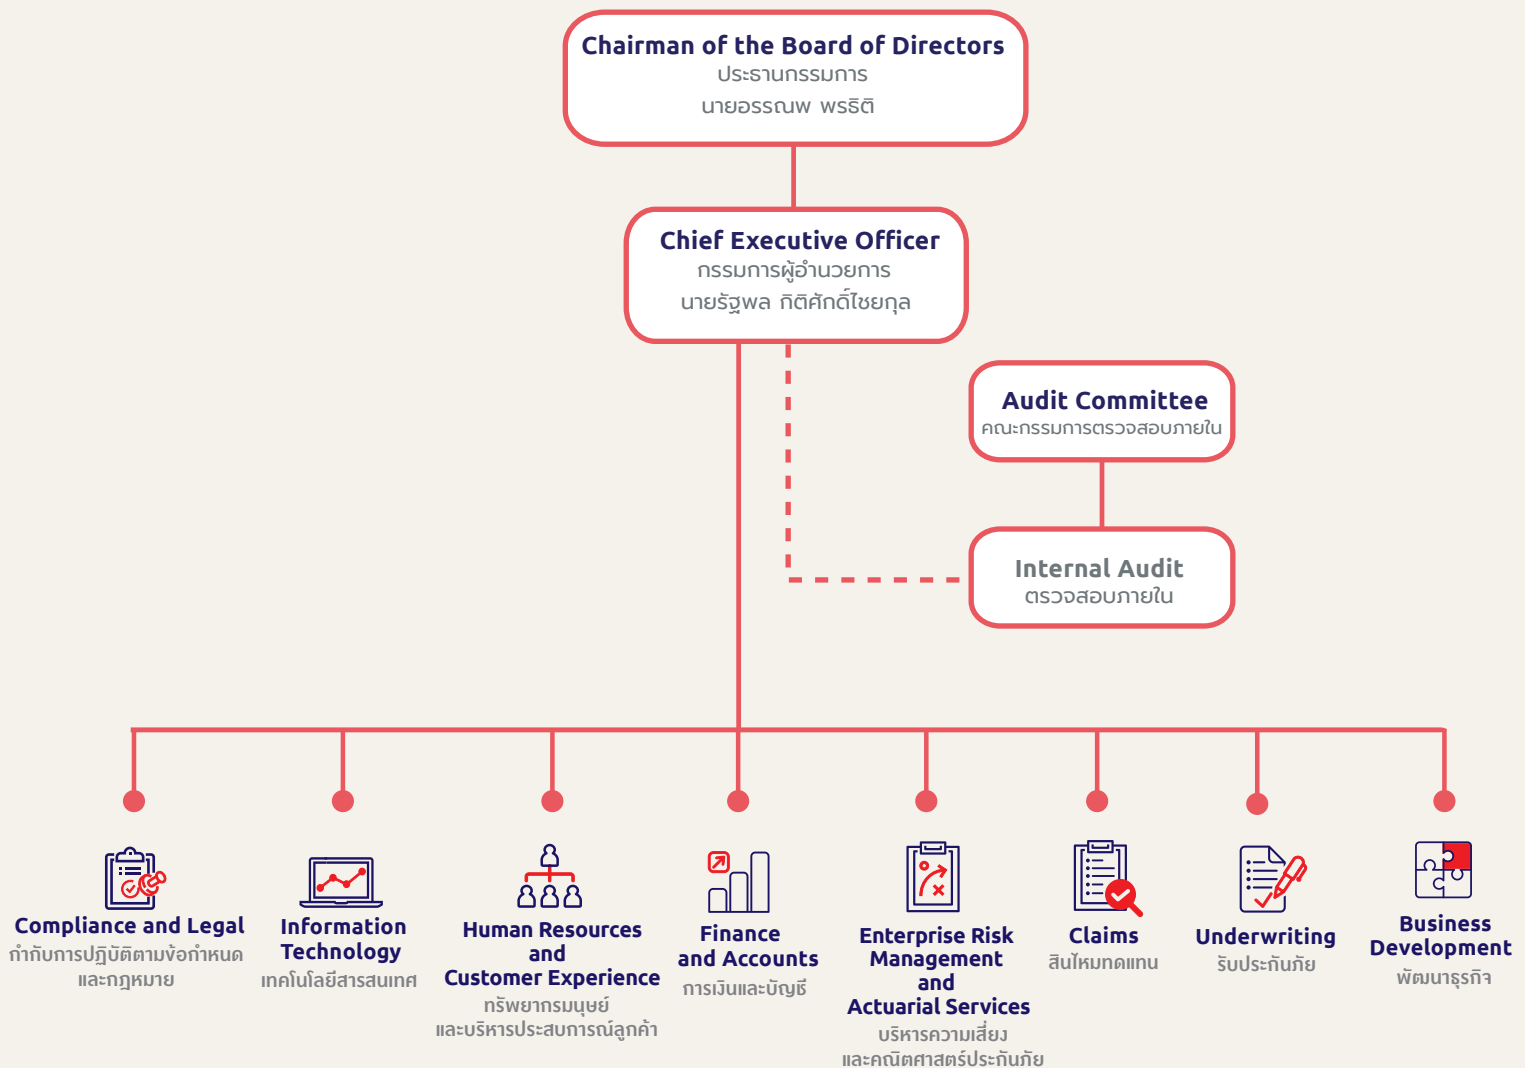 Chairman of the Board of Directors
ประธานกรรมการ
นายอรรณพ พรธิติ
Chief Executive Officer
กรรมการผู้อำนวยการ
นายรัฐพล กิติศักดิ์ไชยกุล
Audit Committee
คณะกรรมการตรวจสอบภายใน
Internal Audit
ตรวจสอบภายใน
Compliance and Legal
กำกับการปฏิบัติตามข้อกำหนด
และกฎหมาย
Information
Technology
เทคโนโลยีสารสนเทศ
Human Resources
and
Customer Experience
ทรัพยากรมนุษย์
และบริหารประสบการณ์ลูกค้า
Finance
and Accounts
การเงินและบัญชี
Enterprise Risk
Management
and
Actuarial Services
บริหารความเสี่ยง
และคณิตศาสตร์ประกันภัย
Claims
สินไหมทดแทน
Underwriting
รับประกันภัย
Business
Development
พัฒนาธุรกิจ